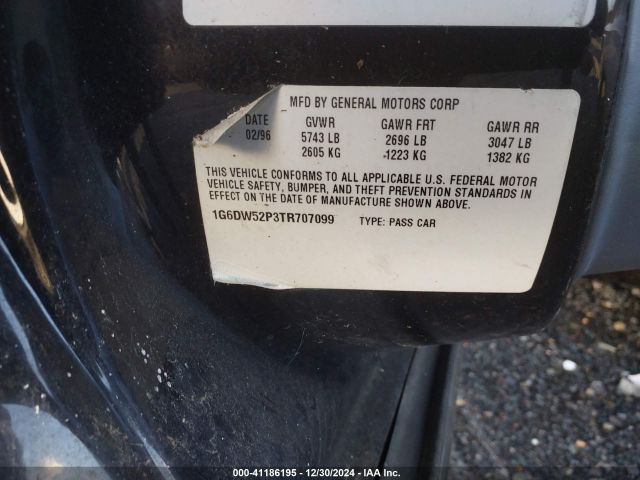 MFD BY GENERAL MOTORS CORP
DATE GVWR GAWR FRT GAWR RR
02/96 5743 LB 2696 LB 3047 LB
2605 KG 1223 KG 1382 KG
THIS VEHICLE CONFORMS TO ALL APPLICABLE U.S. FEDERAL MOTOR
VEHICLE SAFETY, BUMPER, AND THEFT PREVENTION STANDARDS IN
EFFECT ON THE DATE OF MANUFACTURE SHOWN ABOVE.
1G6DW52P3TR707099 TYPE: PASS CAR
000-41186195 - 12/30/2024 - IAA Inc.